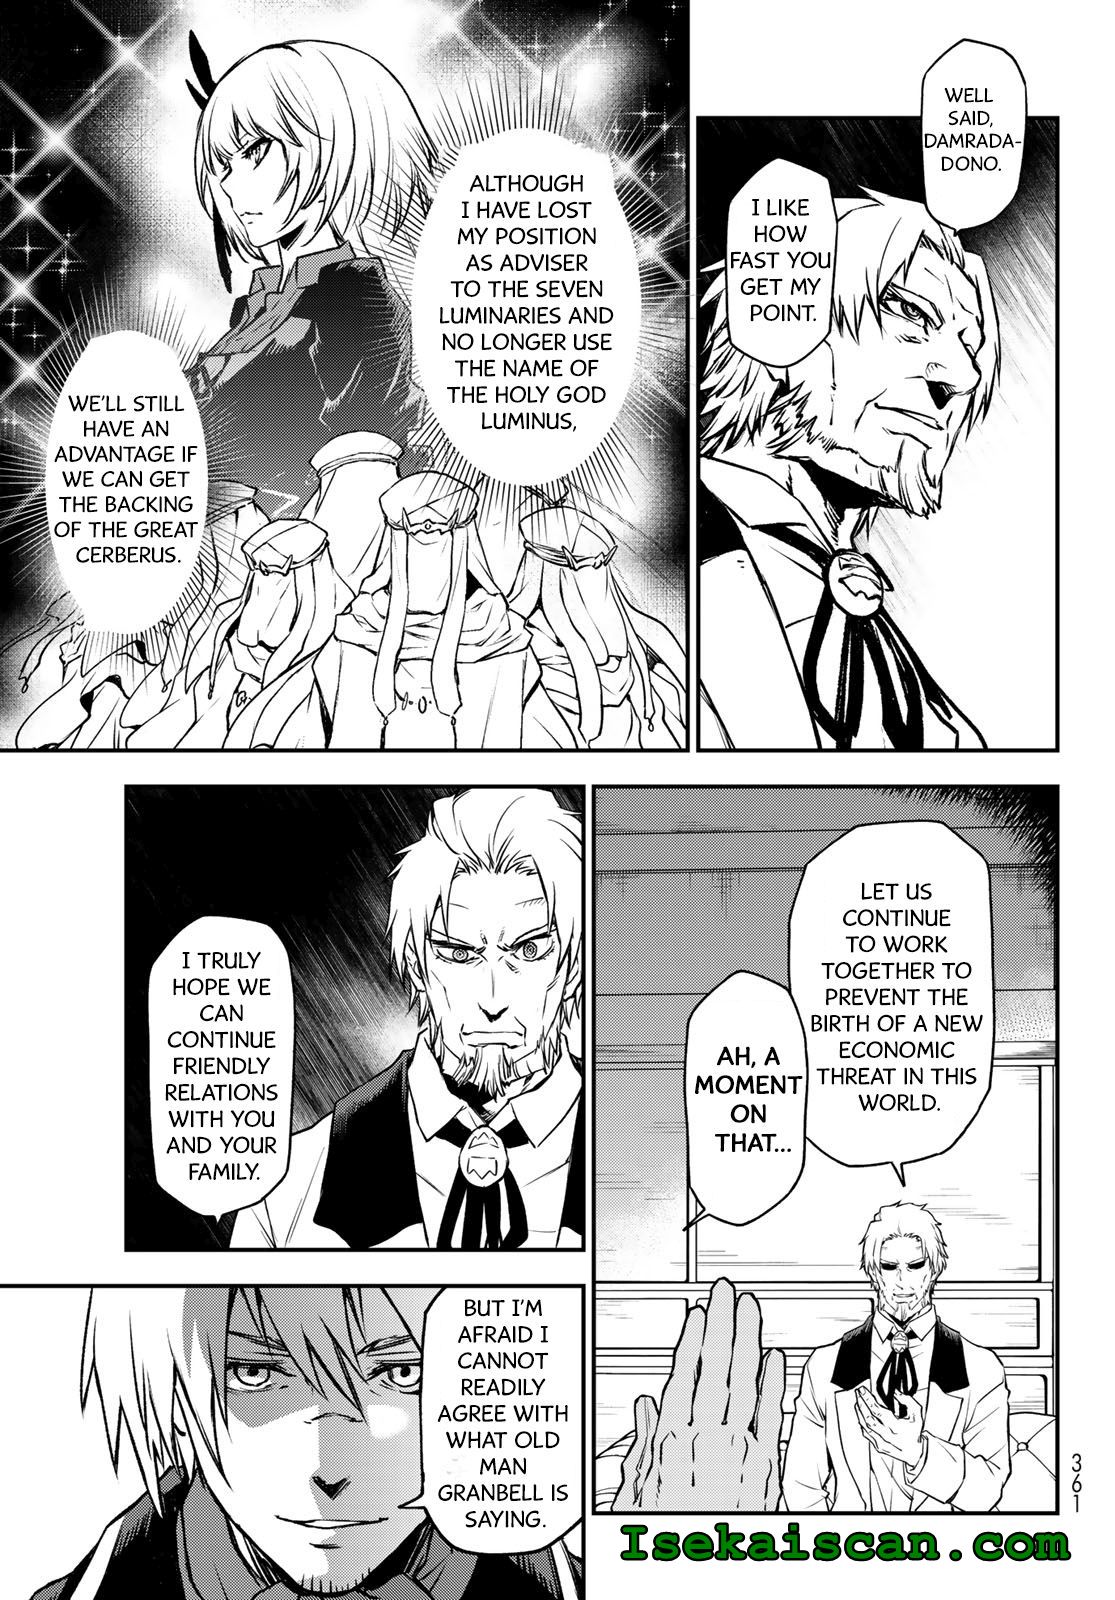 WELL
SAID,
DAMRADA-
DONO.
I LIKE
HOW
FAST YOU
GET MY
POINT.
ALTHOUGH
I HAVE LOST
MY POSITION
AS ADVISER
TO THE SEVEN
LUMINARIES AND
NO LONGER USE
THE NAME OF
THE HOLY GOD
LUMINUS,
WE'LL STILL
HAVE AN
ADVANTAGE IF
WE CAN GET
THE BACKING
OF THE GREAT
CERBERUS.
LET US
CONTINUE
TO WORK
TOGETHER TO
PREVENT THE
BIRTH OF A NEW
ECONOMIC
THREAT IN THIS
WORLD.
AH, A
MOMENT
ON
THAT...
I TRULY
HOPE WE
CAN
CONTINUE
FRIENDLY
RELATIONS
WITH YOU
AND YOUR
FAMILY.
BUT I'M
AFRAID I
CANNOT
READILY
AGREE WITH
WHAT OLD
MAN
GRANBELL IS
SAYING.
361
Isekaiscan.com